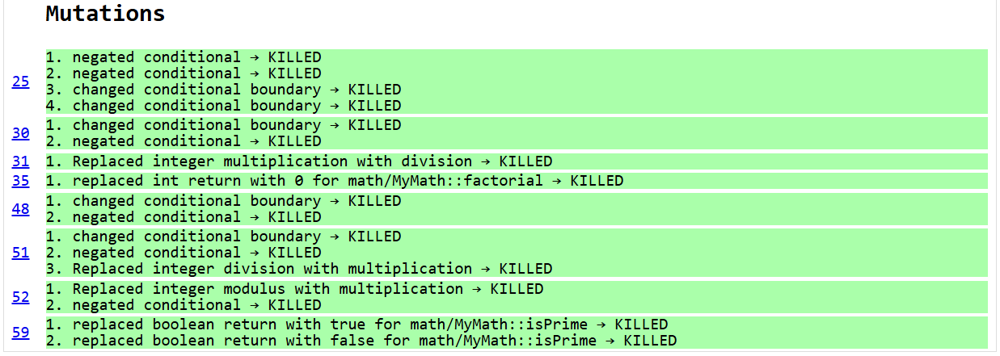 Mutations
25
1. negated conditional → KILLED
2. negated conditional → KILLED
3. changed conditional boundary → KILLED
4. changed conditional boundary → KILLED
30
1. changed conditional boundary → KILLED
2. negated conditional → KILLED
31
1. Replaced integer multiplication with division → KILLED
35
1. replaced int return with 0 for math/MyMath::factorial → KILLED
48
1. changed conditional boundary → KILLED
2. negated conditional → KILLED
51
1. changed conditional boundary → KILLED
2. negated conditional → KILLED
3. Replaced integer division with multiplication → KILLED
52
1. Replaced integer modulus with multiplication → KILLED
2. negated conditional → KILLED
59
1. replaced boolean return with true for math/MyMath::isPrime → KILLED
2. replaced boolean return with false for math/MyMath::isPrime → KILLED